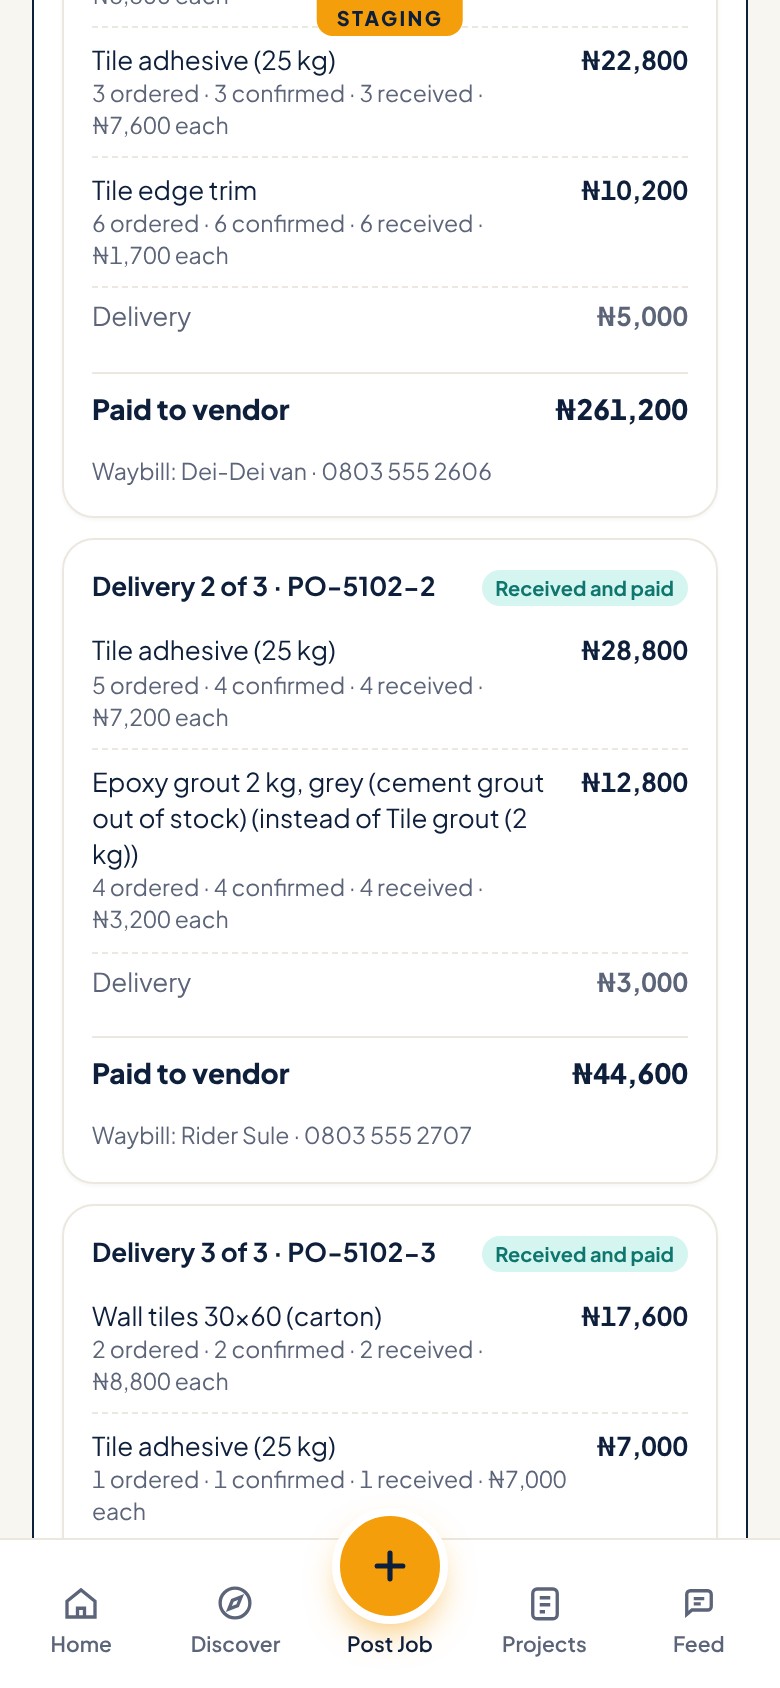 STAGING
Tile adhesive (25 kg) ₦22,800
3 ordered · 3 confirmed · 3 received ·
₦7,600 each
Tile edge trim ₦10,200
6 ordered · 6 confirmed · 6 received ·
₦1,700 each
Delivery ₦5,000
Paid to vendor ₦261,200
Waybill: Dei-Dei van · 0803 555 2606
Delivery 2 of 3 · PO-5102-2 Received and paid
Tile adhesive (25 kg) ₦28,800
5 ordered · 4 confirmed · 4 received ·
₦7,200 each
Epoxy grout 2 kg, grey (cement grout ₦12,800
out of stock) (instead of Tile grout (2
kg))
4 ordered · 4 confirmed · 4 received ·
₦3,200 each
Delivery ₦3,000
Paid to vendor ₦44,600
Waybill: Rider Sule · 0803 555 2707
Delivery 3 of 3 · PO-5102-3 Received and paid
Wall tiles 30×60 (carton) ₦17,600
2 ordered · 2 confirmed · 2 received ·
₦8,800 each
Tile adhesive (25 kg) ₦7,000
1 ordered · 1 confirmed · 1 received · ₦7,000
each
Home Discover Post Job Projects Feed